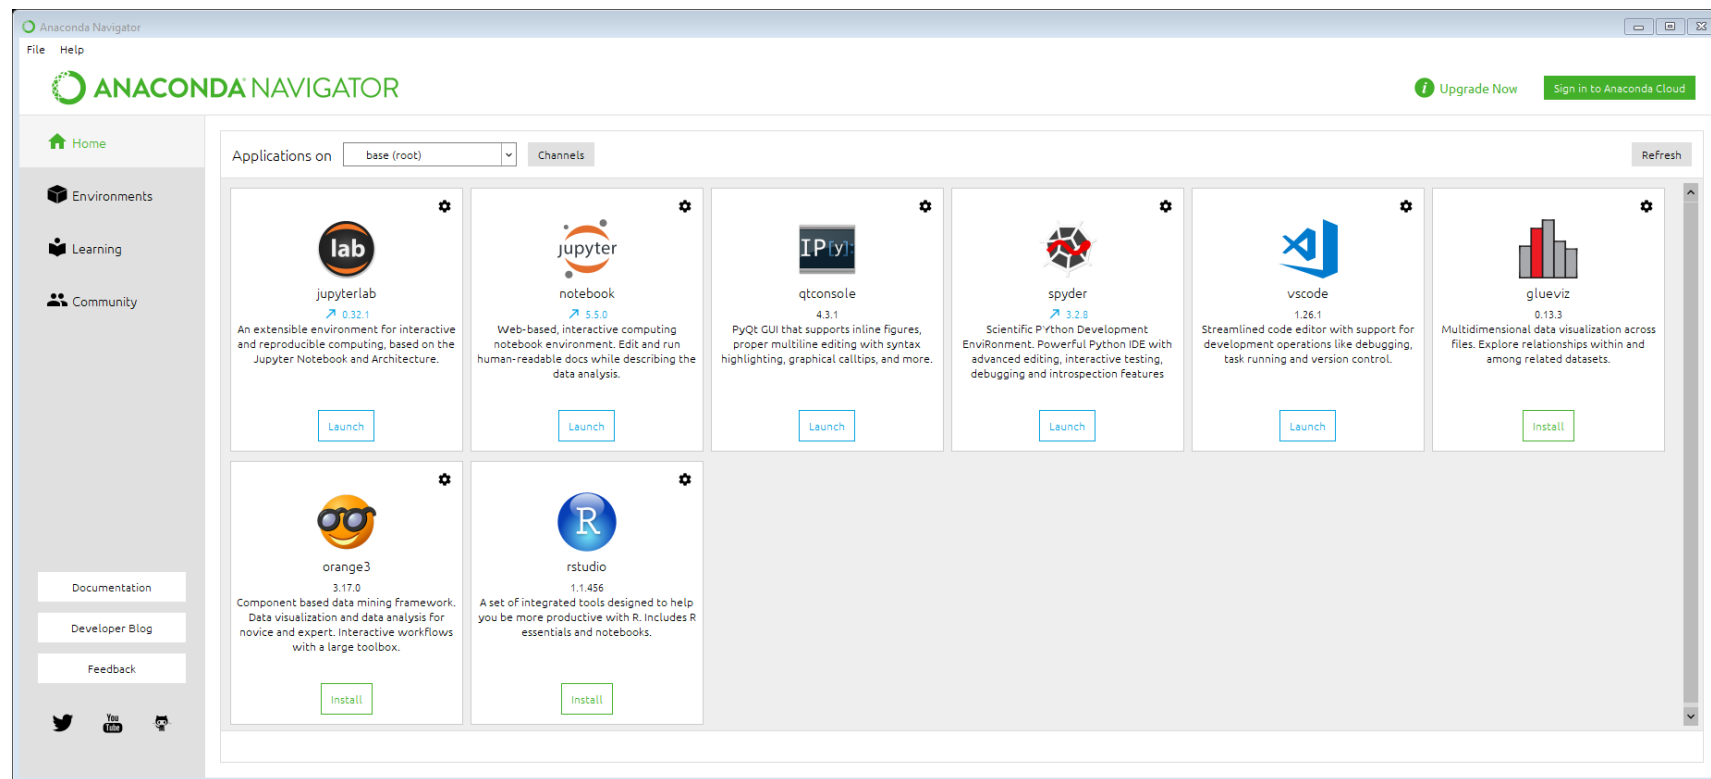 Anaconda Navigator
File Help
ANACONDA NAVIGATOR
Upgrade Now
Sign in to Anaconda Cloud
Home
Environments
Learning
Community
Documentation
Developer Blog
Feedback
You
Tube
Applications on
base (root)
Channels
Refresh
lab
jupyterlab
0.32.1
An extensible environment for interactive
and reproducible computing, based on the
Jupyter Notebook and Architecture.
Launch
jupyter
notebook
5.5.0
Web-based, interactive computing
notebook environment. Edit and run
human-readable docs while describing the
data analysis.
Launch
IP[y]:
qtconsole
4.3.1
PyQt GUI that supports inline figures,
proper multiline editing with syntax
highlighting, graphical calltips, and more.
Launch
spyder
3.2.8
Scientific PYthon Development
EnviRonment. Powerful Python IDE with
advanced editing, interactive testing,
debugging and introspection features
Launch
vscode
1.26.1
Streamlined code editor with support for
development operations like debugging,
task running and version control.
Launch
glueviz
0.13.3
Multidimensional data visualization across
files. Explore relationships within and
among related datasets.
Install
orange3
3.17.0
Component based data mining framework.
Data visualization and data analysis for
novice and expert. Interactive workflows
with a large toolbox.
Install
R
rstudio
1.1.456
A set of integrated tools designed to help
you be more productive with R. Includes R
essentials and notebooks.
Install